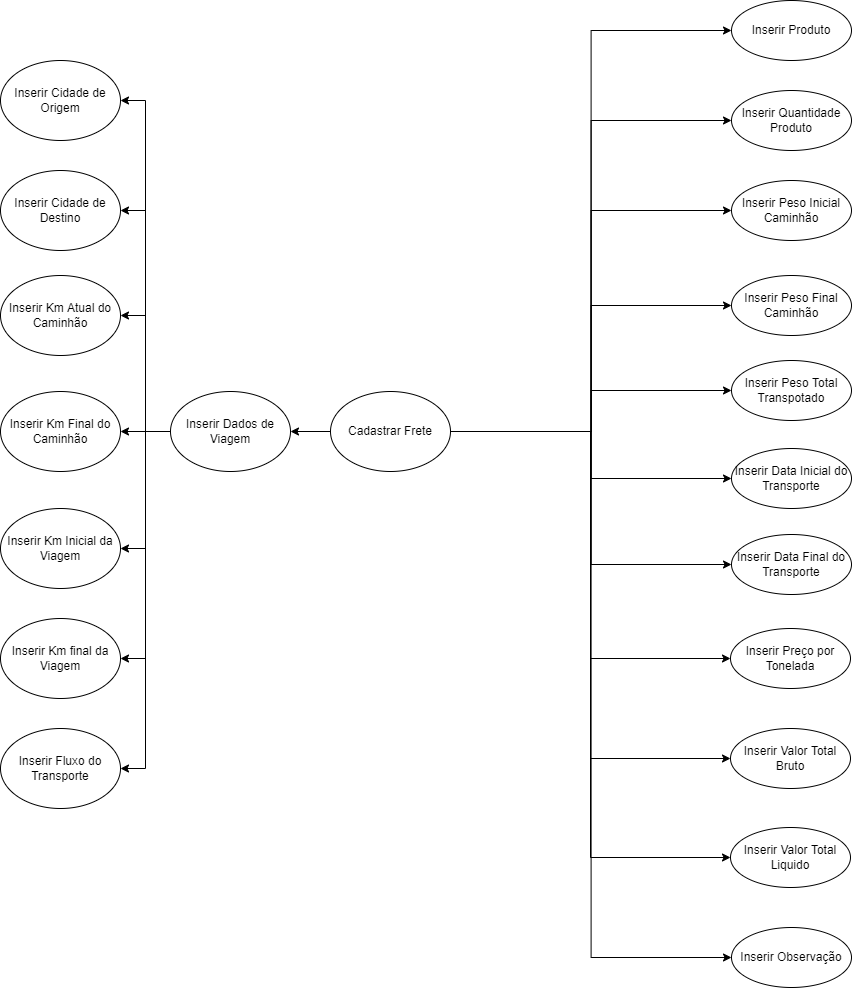 Inserir Cidade de
Origem
Inserir Cidade de
Destino
Inserir Km Atual do
Caminhão
Inserir Km Final do
Caminhão
Inserir Km Inicial da
Viagem
Inserir Km final da
Viagem
Inserir Fluxo do
Transporte
Inserir Dados de
Viagem
Cadastrar Frete
Inserir Produto
Inserir Quantidade
Produto
Inserir Peso Inicial
Caminhão
Inserir Peso Final
Caminhão
Inserir Peso Total
Transpotado
Inserir Data Inicial do
Transporte
Inserir Data Final do
Transporte
Inserir Preço por
Tonelada
Inserir Valor Total
Bruto
Inserir Valor Total
Liquido
Inserir Observação